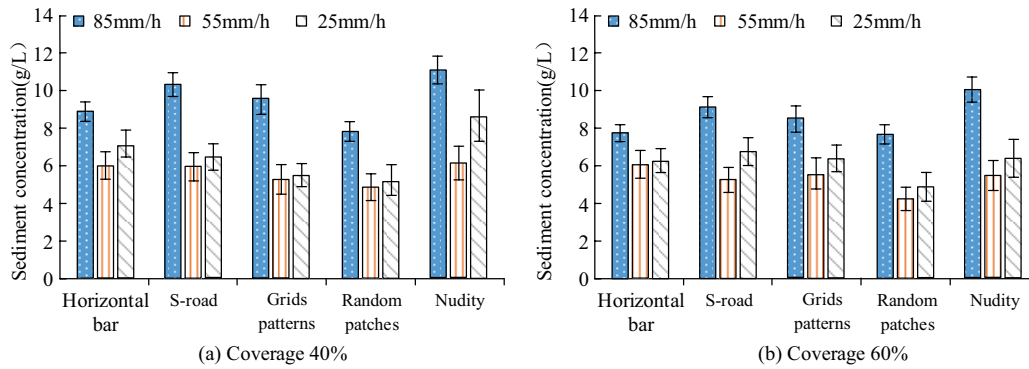 Sediment concentration(g/L)
14
12
10
8
6
4
2
0
85mm/h 55mm/h 25mm/h
Horizontal bar
S-road
Grids patterns
Random patches
Nudity
(a) Coverage 40%
Sediment concentration(g/L)
14
12
10
8
6
4
2
0
85mm/h 55mm/h 25mm/h
Horizontal bar
S-road
Grids patterns
Random patches
Nudity
(b) Coverage 60%